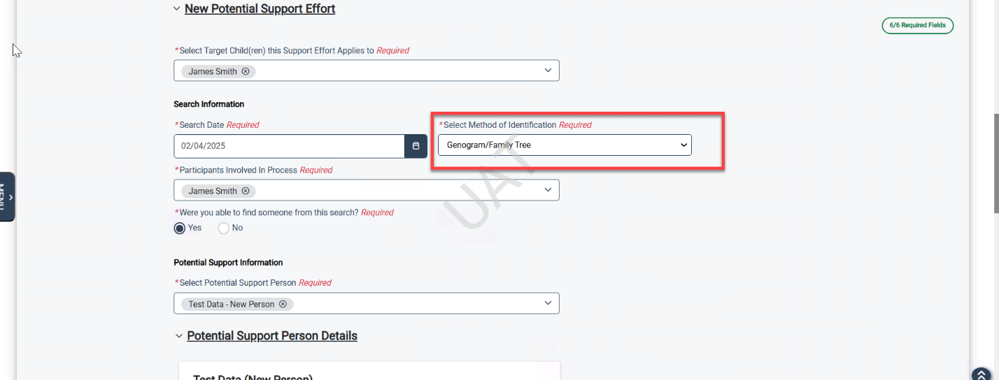 New Potential Support Effort
6/6 Required Fields
*Select Target Child(ren) this Support Effort Applies to Required
James Smith
Search Information
*Search Date Required
*Select Method of Identification Required
02/04/2025
Genogram/Family Tree
*Participants Involved In Process Required
James Smith
*Were you able to find someone from this search? Required
Yes No
Potential Support Information
*Select Potential Support Person Required
Test Data - New Person
Potential Support Person Details
Test Data (New Person)
MENU
UAT